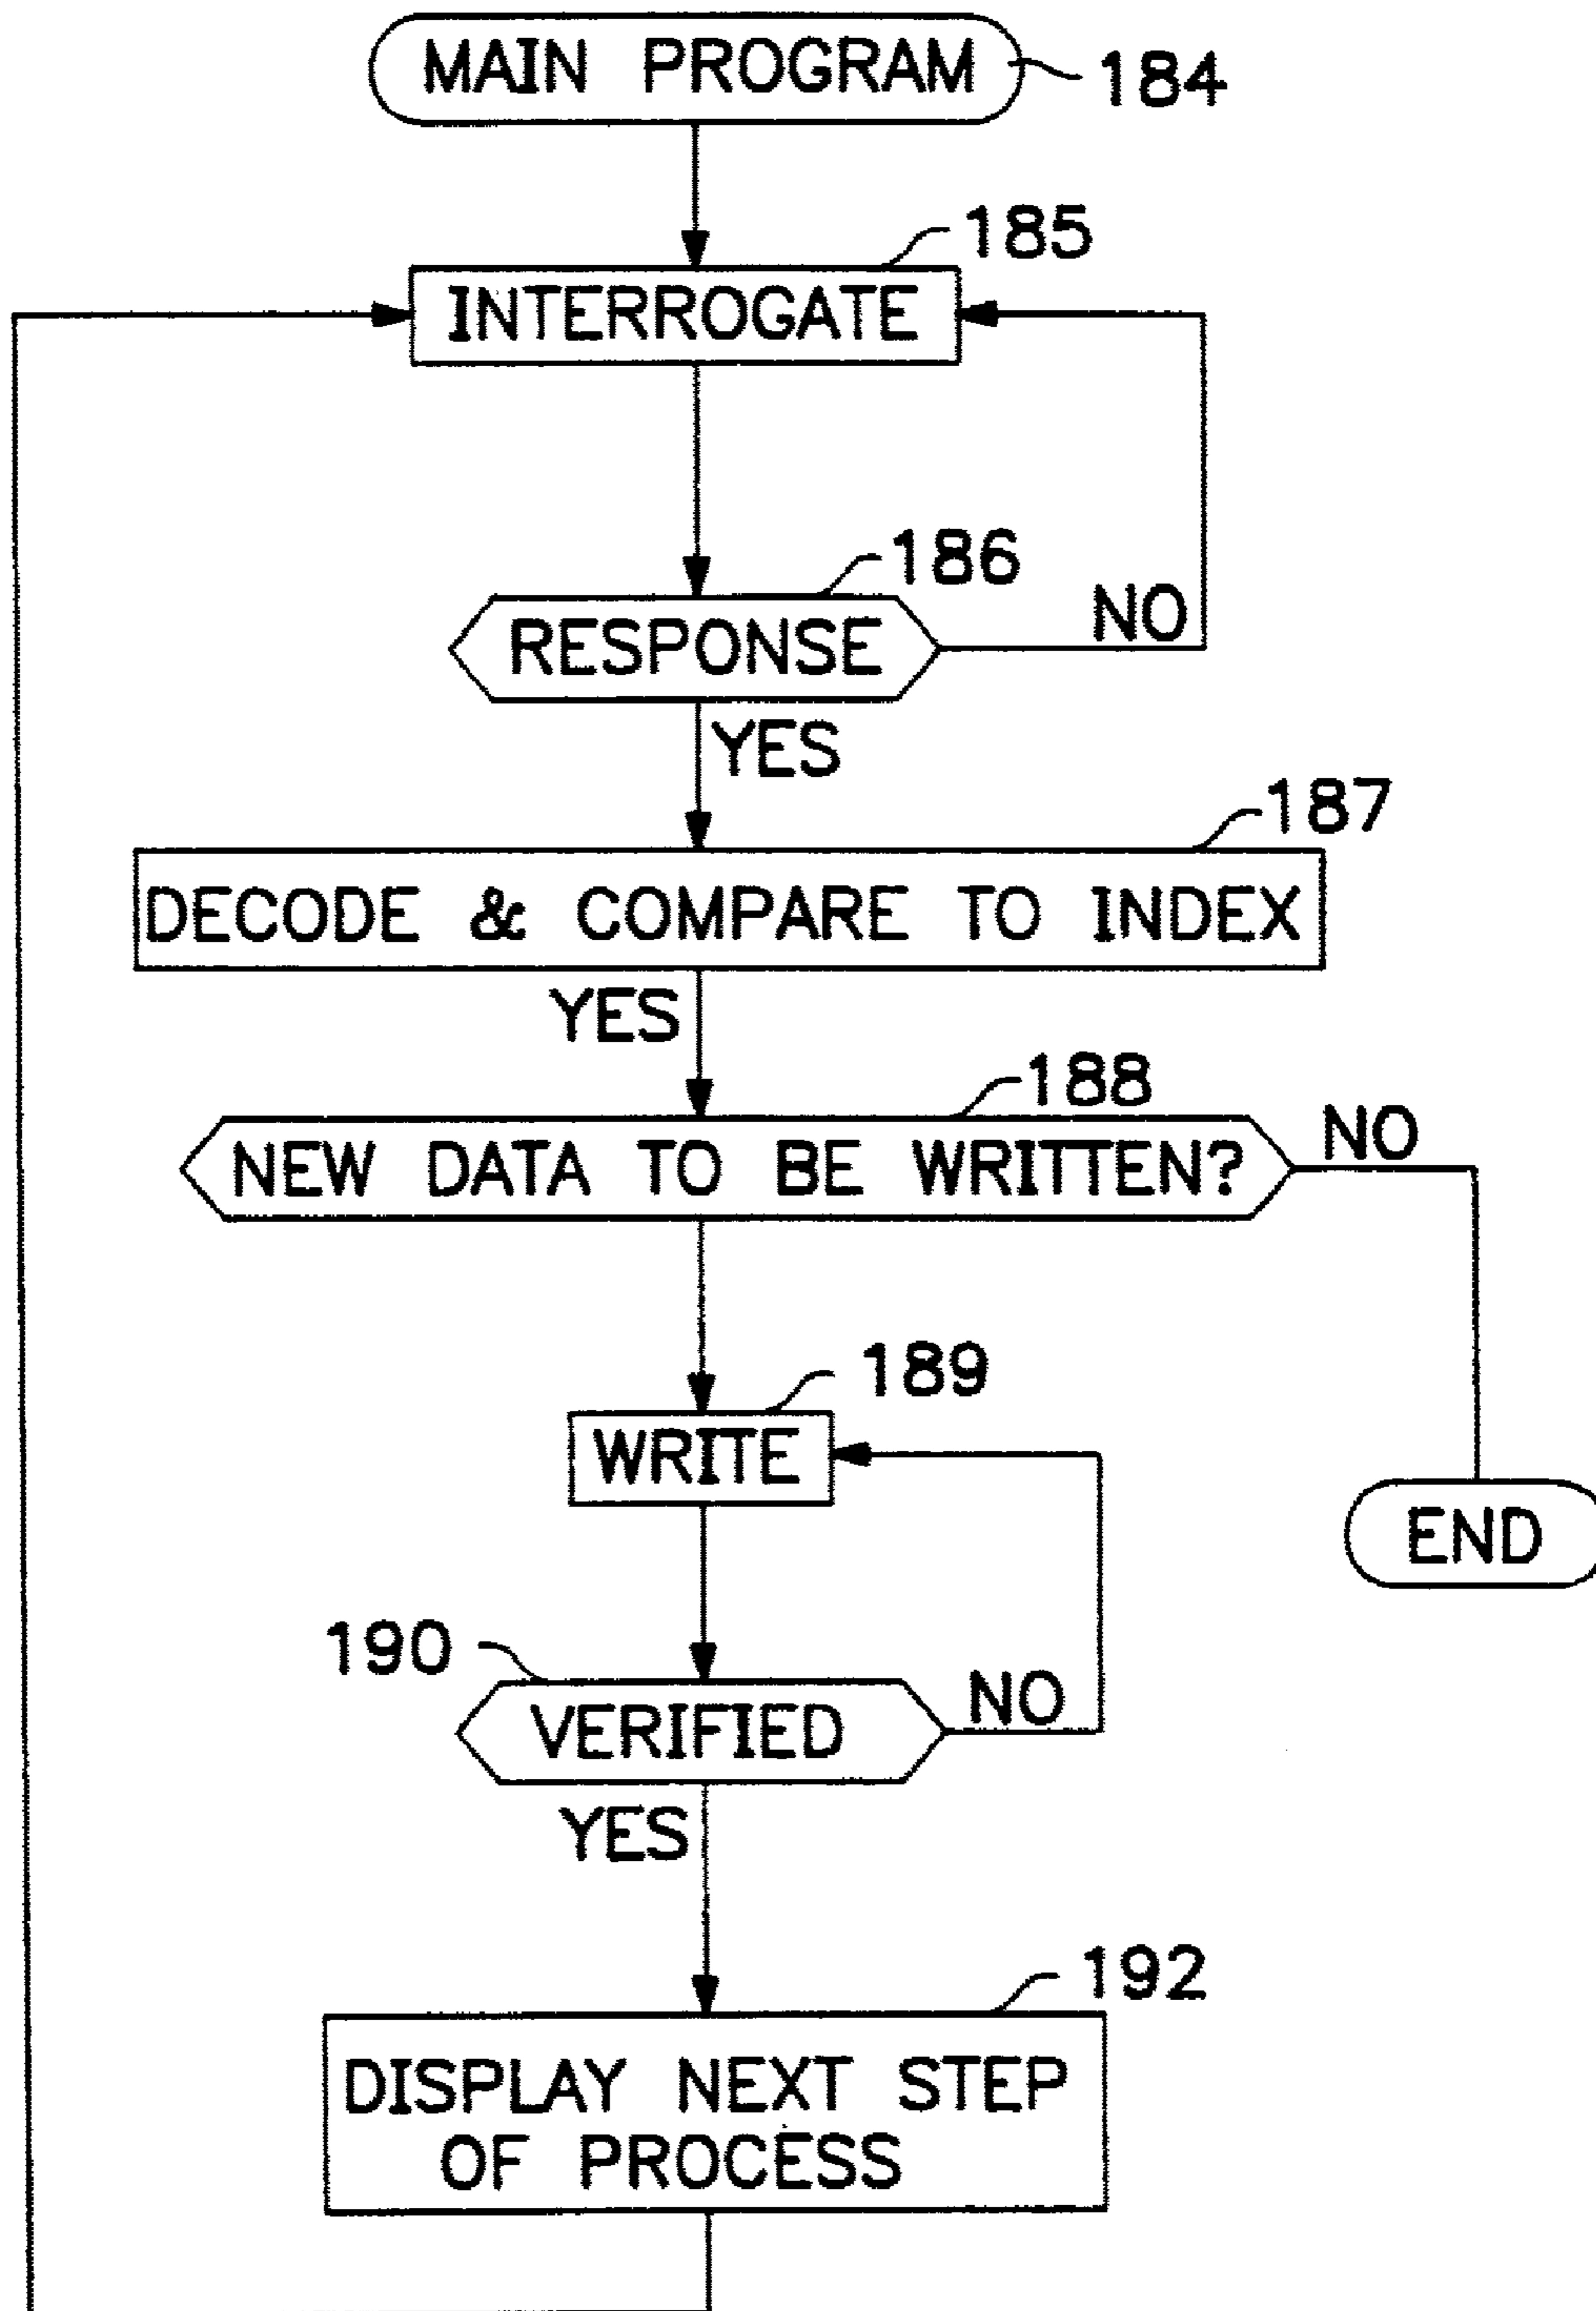 MAIN PROGRAM
184
185
INTERROGATE
186
RESPONSE
NO
YES
187
DECODE & COMPARE TO INDEX
YES
188
NEW DATA TO BE WRITTEN?
NO
189
WRITE
END
190
VERIFIED
NO
YES
192
DISPLAY NEXT STEP
OF PROCESS